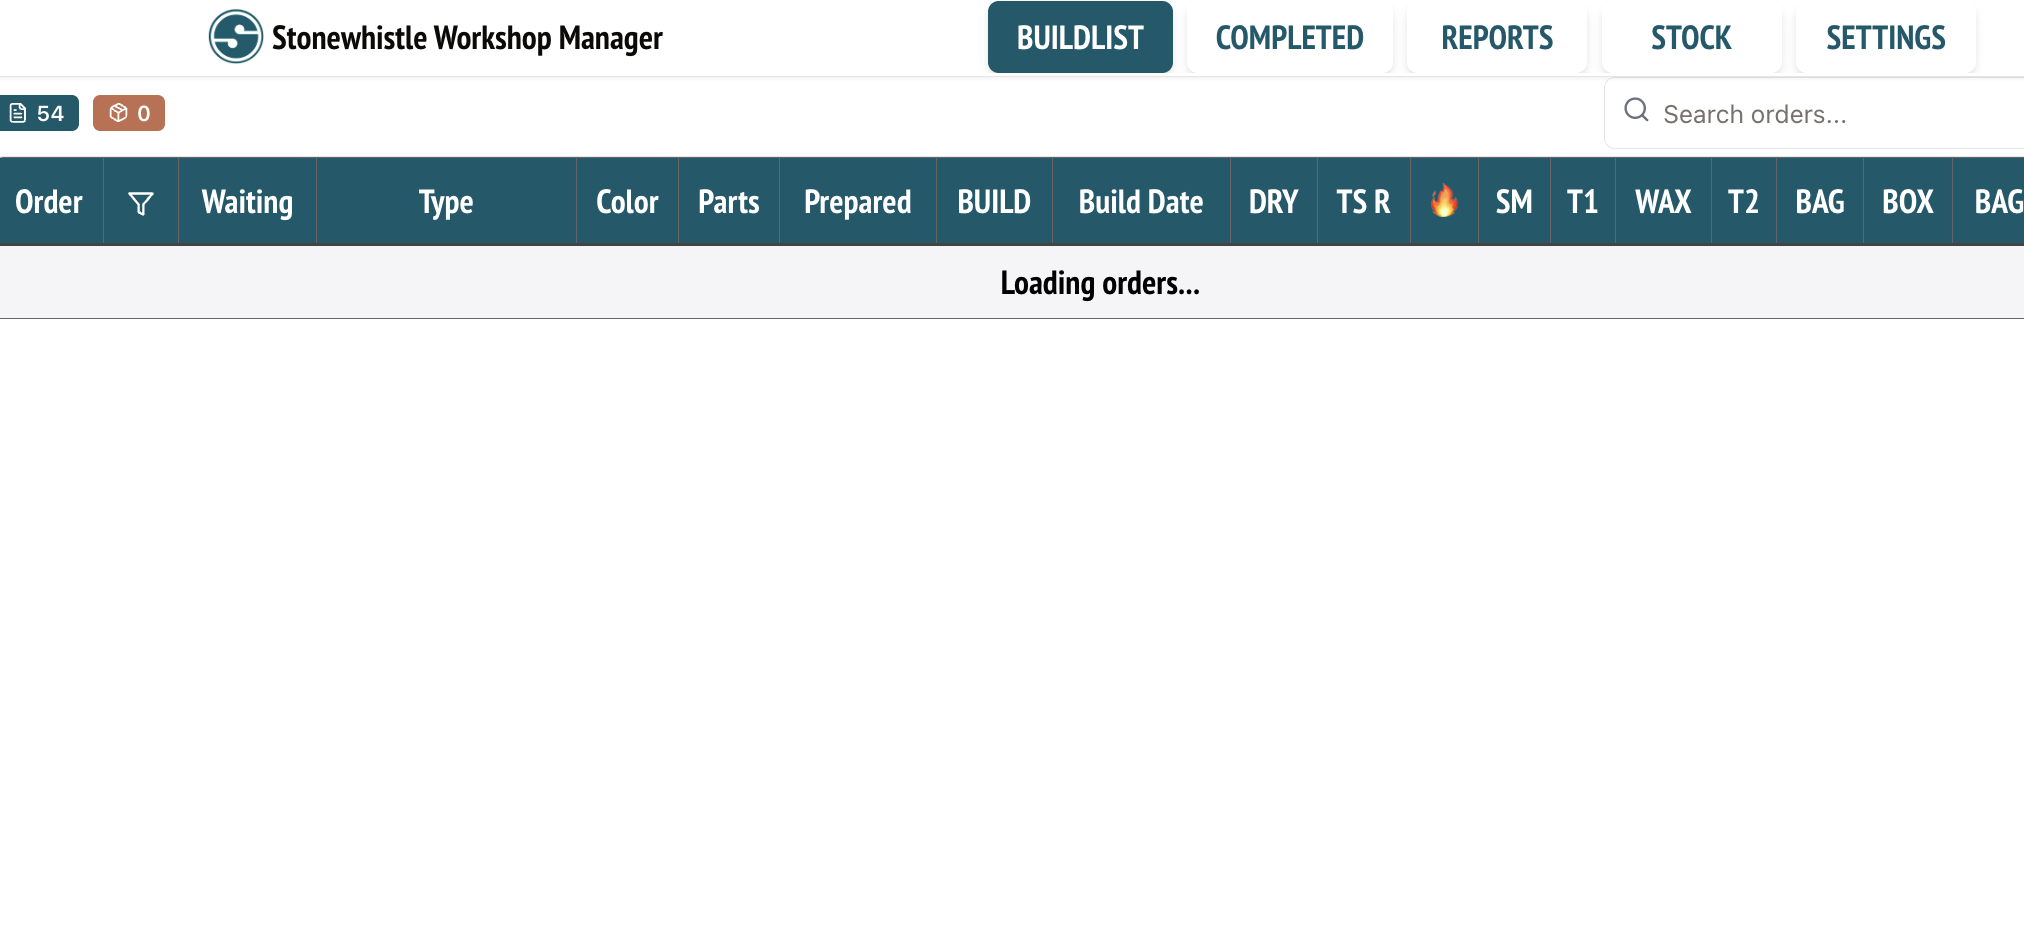 Stonewhistle Workshop Manager BUILDLIST COMPLETED REPORTS STOCK SETTINGS
54 0 Search orders...
Order Waiting Type Color Parts Prepared BUILD Build Date DRY TS R 🔥 SM T1 WAX T2 BAG BOX BAG
Loading orders...